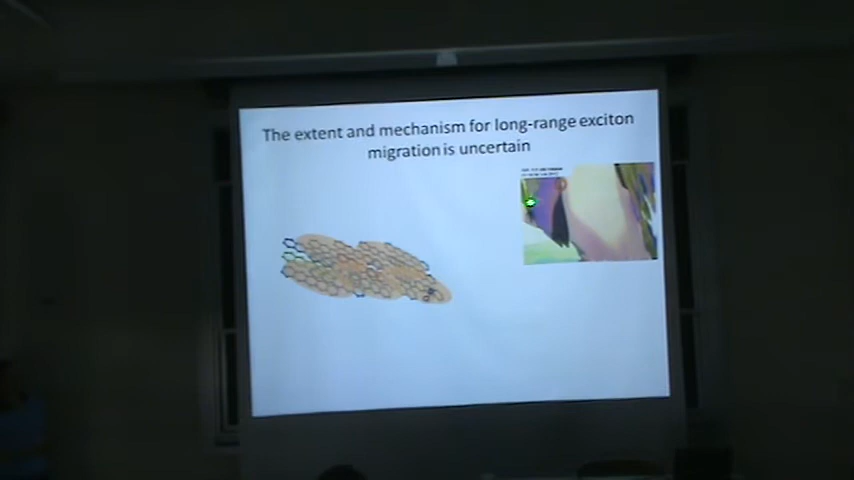 The extent and mechanism for long-range exciton
migration is uncertain